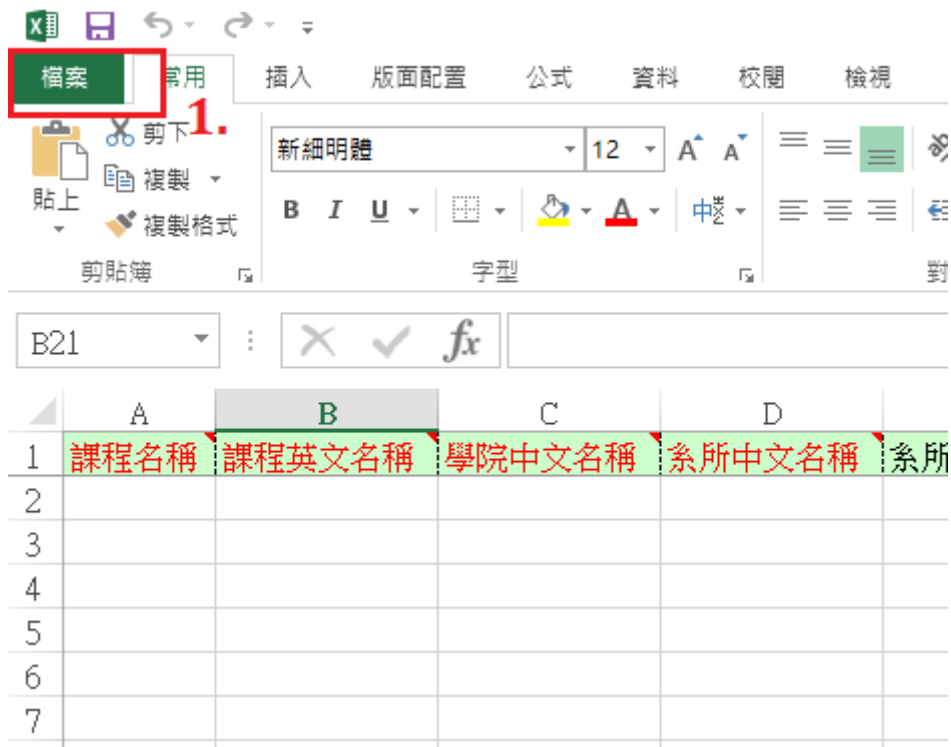 檔案 常用 插入 版面配置 公式 資料 校閱 檢視
1.
剪下
複製
貼上
複製格式
新細明體 12 A A
B I U A 中
剪貼簿 字型 對
B21 fx
A B C D
1 課程名稱 課程英文名稱 學院中文名稱 系所中文名稱 系所
2
3
4
5
6
7